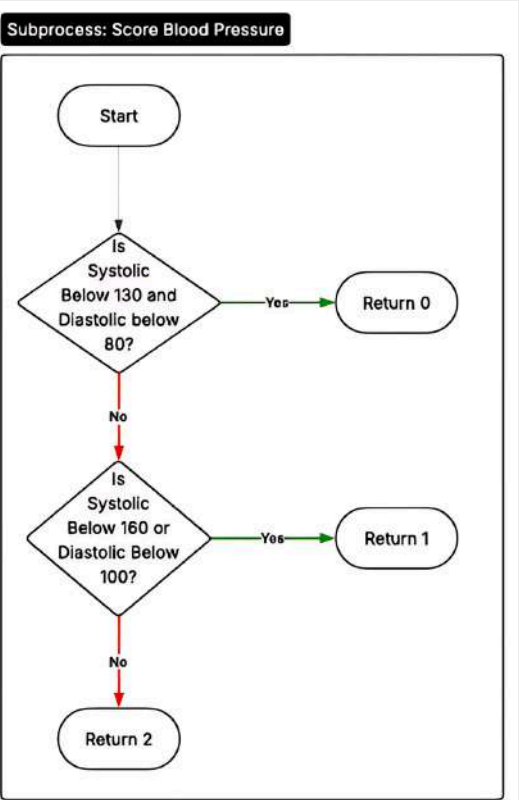 Subprocess: Score Blood Pressure
Start
Is
Systolic
Below 130 and
Diastolic below
80?
Yes
Return 0
No
Is
Systolic
Below 160 or
Diastolic Below
100?
Yes
Return 1
No
Return 2